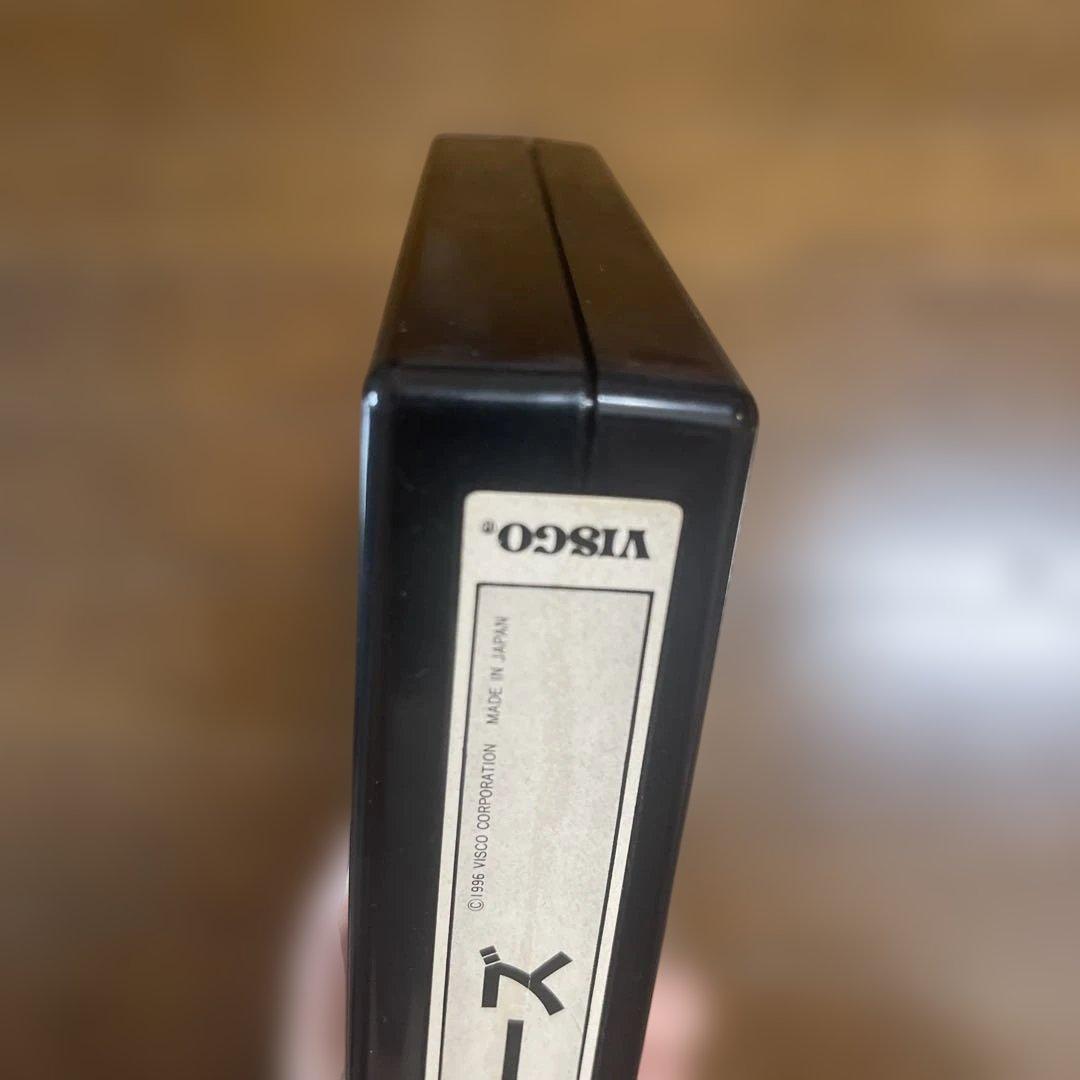 VISCO®
©1996 VISCO CORPORATION MADE IN JAPAN
ーズ